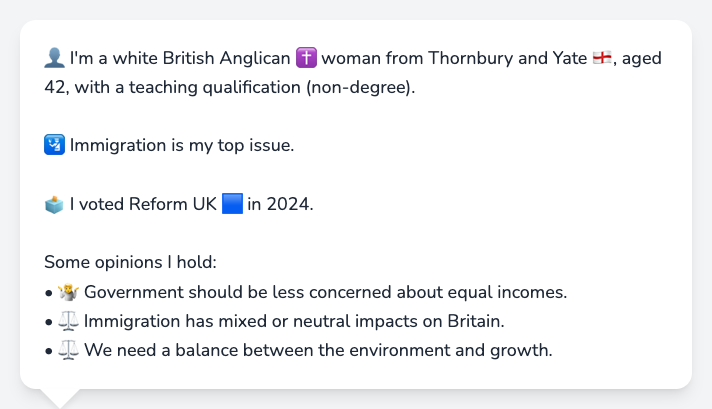 👤 I'm a white British Anglican ✝️ woman from Thornbury and Yate 🏴󠁧󠁢󠁥󠁮󠁧󠁿, aged
42, with a teaching qualification (non-degree).
🛂 Immigration is my top issue.
🗳️ I voted Reform UK 🟦 in 2024.
Some opinions I hold:
• 🤷 Government should be less concerned about equal incomes.
• ⚖️ Immigration has mixed or neutral impacts on Britain.
• ⚖️ We need a balance between the environment and growth.